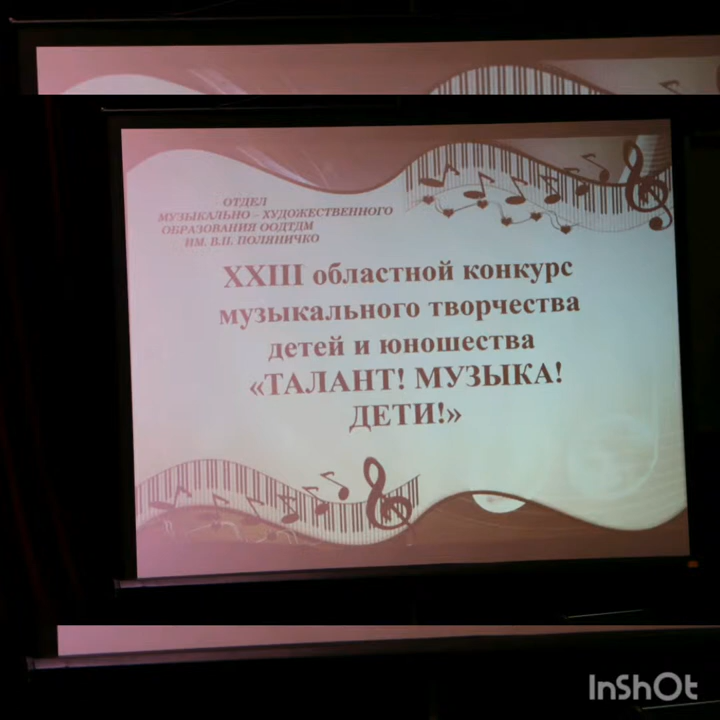 ОТДЕЛ
МУЗЫКАЛЬНО – ХУДОЖЕСТВЕННОГО
ОБРАЗОВАНИЯ ООДТДМ
ИМ. В.П. ПОЛЯНИЧКО
XXIII областной конкурс
музыкального творчества
детей и юношества
«ТАЛАНТ! МУЗЫКА!
ДЕТИ!»
InShOt